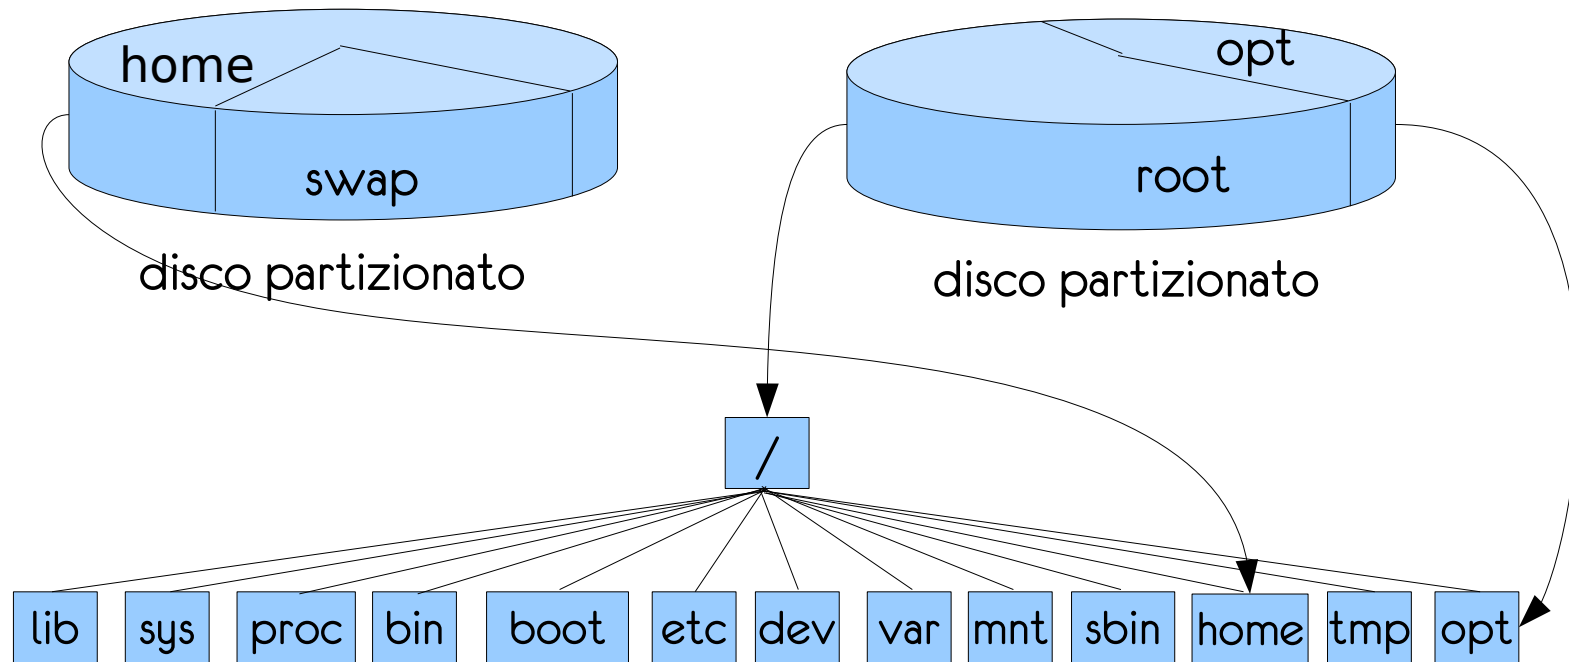 home
swap
disco partizionato
opt
root
disco partizionato
/
lib sys proc bin boot etc dev var mnt sbin home tmp opt